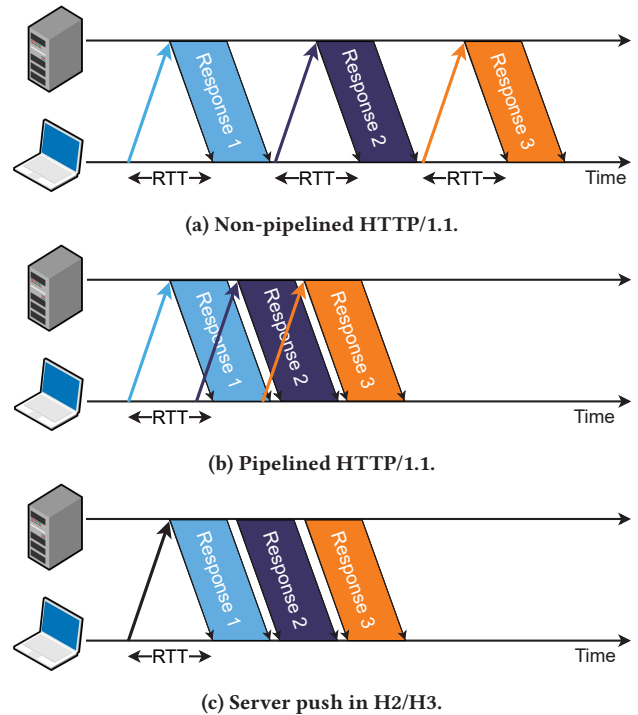 Response 1
Response 2
Response 3
RTT
RTT
RTT
Time
(a) Non-pipelined HTTP/1.1.
Response 1
Response 2
Response 3
RTT
Time
(b) Pipelined HTTP/1.1.
Response 1
Response 2
Response 3
RTT
Time
(c) Server push in H2/H3.